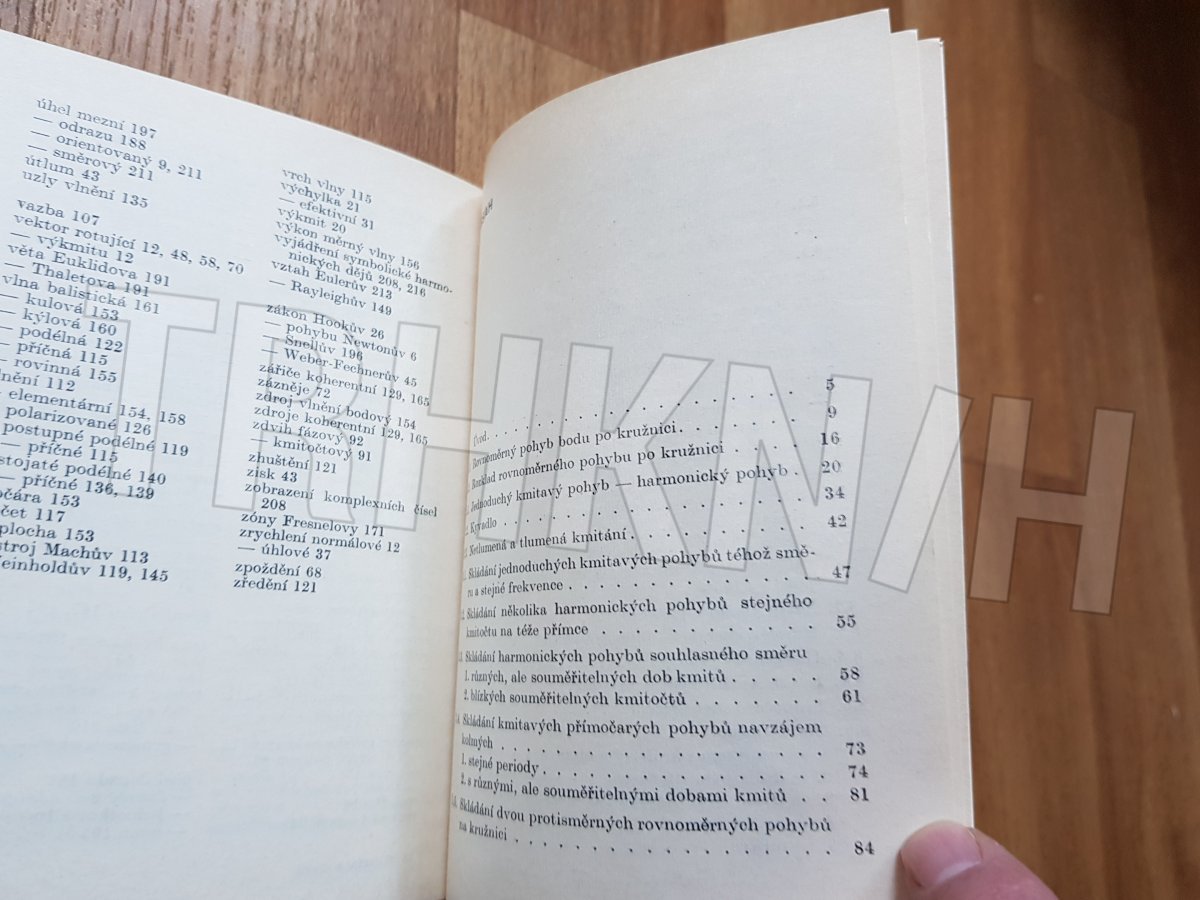 úhel mezní 197
— odrazu 188
— orientovaný 9, 211
— směrový 211
útlum 43
uzly vlnění 135
vazba 107
vektor rotující 12, 48, 58, 70
— výkmitu 12
věta Euklidova 191
— Thaletova 191
vlna balistická 161
— kulová 153
— kýlová 160
— podélná 122
— příčná 115
— rovinná 155
112
elementární 154, 158
polarizované 126
postupné podélné 119
— příčné 115
stojaté podélné 140
— příčné 136, 139
153
117
plocha 153
stroj Machův 113
119, 145
vrch vlny 115
výchylka 21
— efektivní 31
výkmit 20
výkon měrný vlny 156
vyjádření symbolické harmo-
nických dějů 208, 216
vztah Eulerův 213
— Rayleighův 149
zákon Hookův 26
— pohybu Newtonův 6
— Snellův 196
— Weber-Fechnerův 45
zářiče koherentní 129, 165
zázněje 72
zdroj vlnění bodový 154
zdroje koherentní 129, 165
zdvih fázový 92
— kmitočtový 91
zhuštění 121
zisk 43
zobrazení komplexních čísel
208
zóny Fresnelovy 171
zrychlení normálové 12
— úhlové 37
zpoždění 68
zředění 121
Úvod . . . . . . . . . . . . . . 5
Rovnoměrný pohyb bodu po kružnici . . . . . 9
Rozklad rovnoměrného pohybu po kružnici . . . . 16
Jednoduchý kmitavý pohyb — harmonický pohyb . 20
Kyvadlo . . . . . . . . . . . . . 34
Netlumená a tlumená kmitání . . . . . . . . 42
Skládání jednoduchých kmitavých pohybů téhož smě-
ru a stejné frekvence . . . . . . . . . . . 47
Skládání několika harmonických pohybů stejného
kmitočtu na téže přímce . . . . . . . . . . 55
Skládání harmonických pohybů souhlasného směru
1. různých, ale souměřitelných dob kmitů . . . . . 58
2. blízkých souměřitelných kmitočtů . . . . . . . 61
Skládání kmitavých přímočarých pohybů navzájem
kolmých . . . . . . . . . . . . . . . 73
1. stejné periody . . . . . . . . . . . . . 74
2. s různými, ale souměřitelnými dobami kmitů . . 81
Skládání dvou protisměrných rovnoměrných pohybů
na kružnici . . . . . . . . . . . . . . 84
TRHKNIH